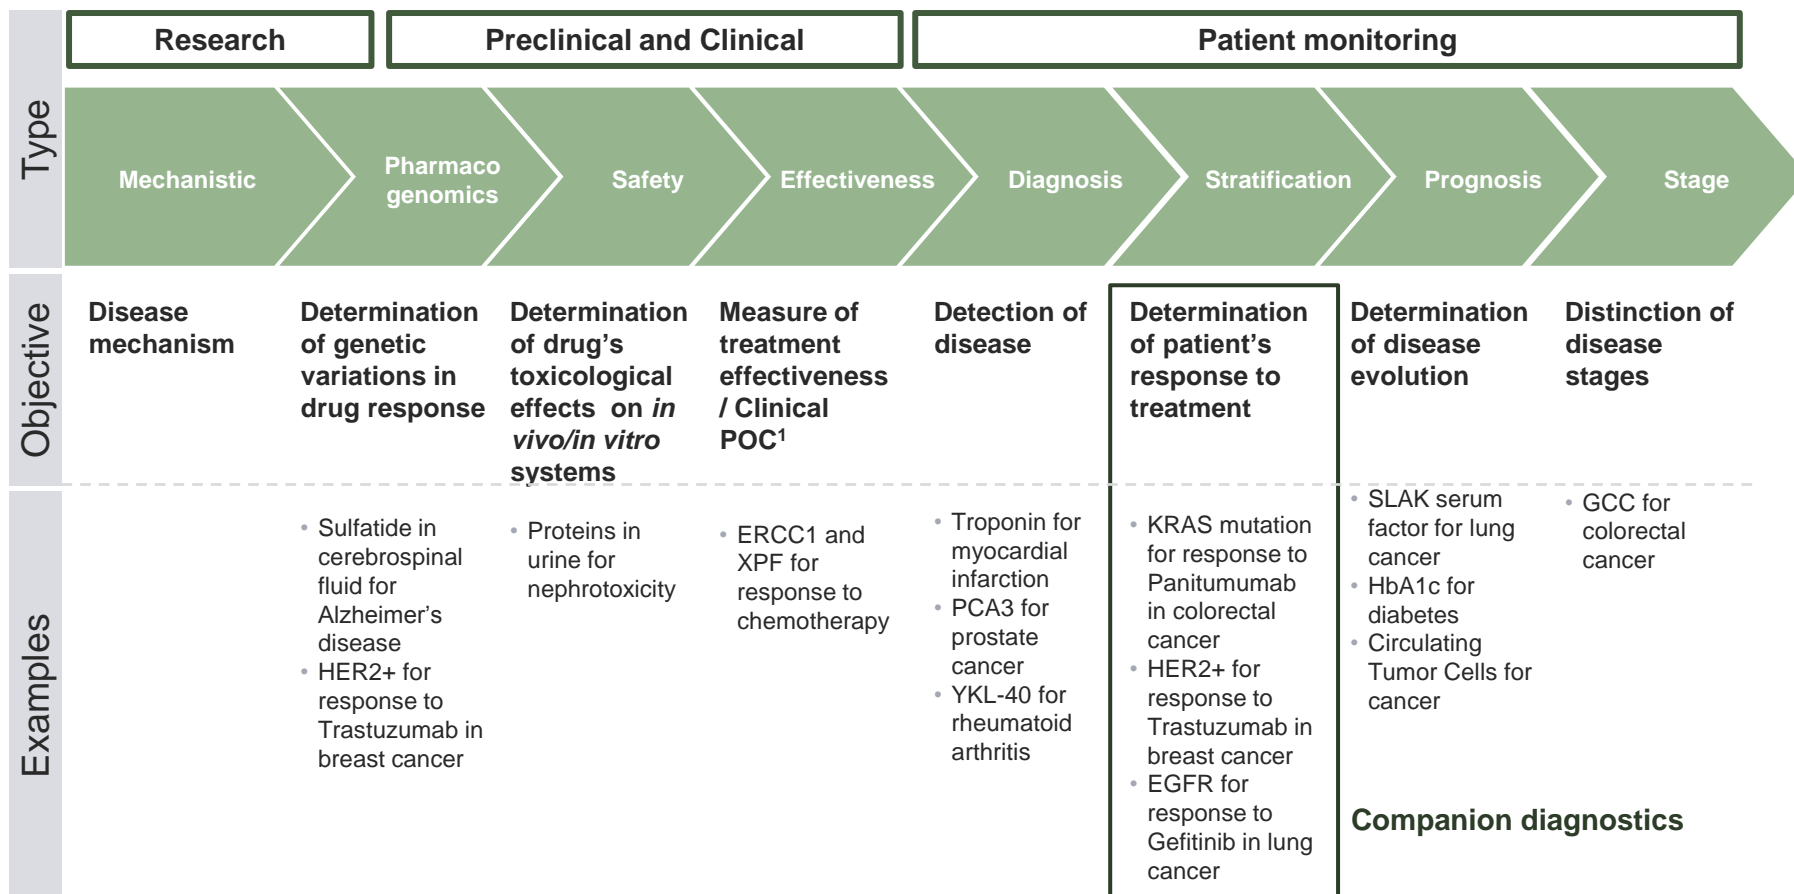 Research
Preclinical and Clinical
Patient monitoring
Type
Mechanistic
Pharmaco
genomics
Safety
Effectiveness
Diagnosis
Stratification
Prognosis
Stage
Objective
Disease
mechanism
Determination
of genetic
variations in
drug response
Determination
of drug's
toxicological
effects on in
vivo/in vitro
systems
Measure of
treatment
effectiveness
/ Clinical
POC¹
Detection of
disease
Determination
of patient's
response to
treatment
Determination
of disease
evolution
Distinction of
disease
stages
Examples
• Sulfatide in
cerebrospinal
fluid for
Alzheimer's
disease
• HER2+ for
response to
Trastuzumab in
breast cancer
• Proteins in
urine for
nephrotoxicity
• ERCC1 and
XPF for
response to
chemotherapy
• Troponin for
myocardial
infarction
• PCA3 for
prostate
cancer
• YKL-40 for
rheumatoid
arthritis
• KRAS mutation
for response to
Panitumumab
in colorectal
cancer
• HER2+ for
response to
Trastuzumab in
breast cancer
• EGFR for
response to
Gefitinib in lung
cancer
• SLAK serum
factor for lung
cancer
• HbA1c for
diabetes
• Circulating
Tumor Cells for
cancer
• GCC for
colorectal
cancer
Companion diagnostics